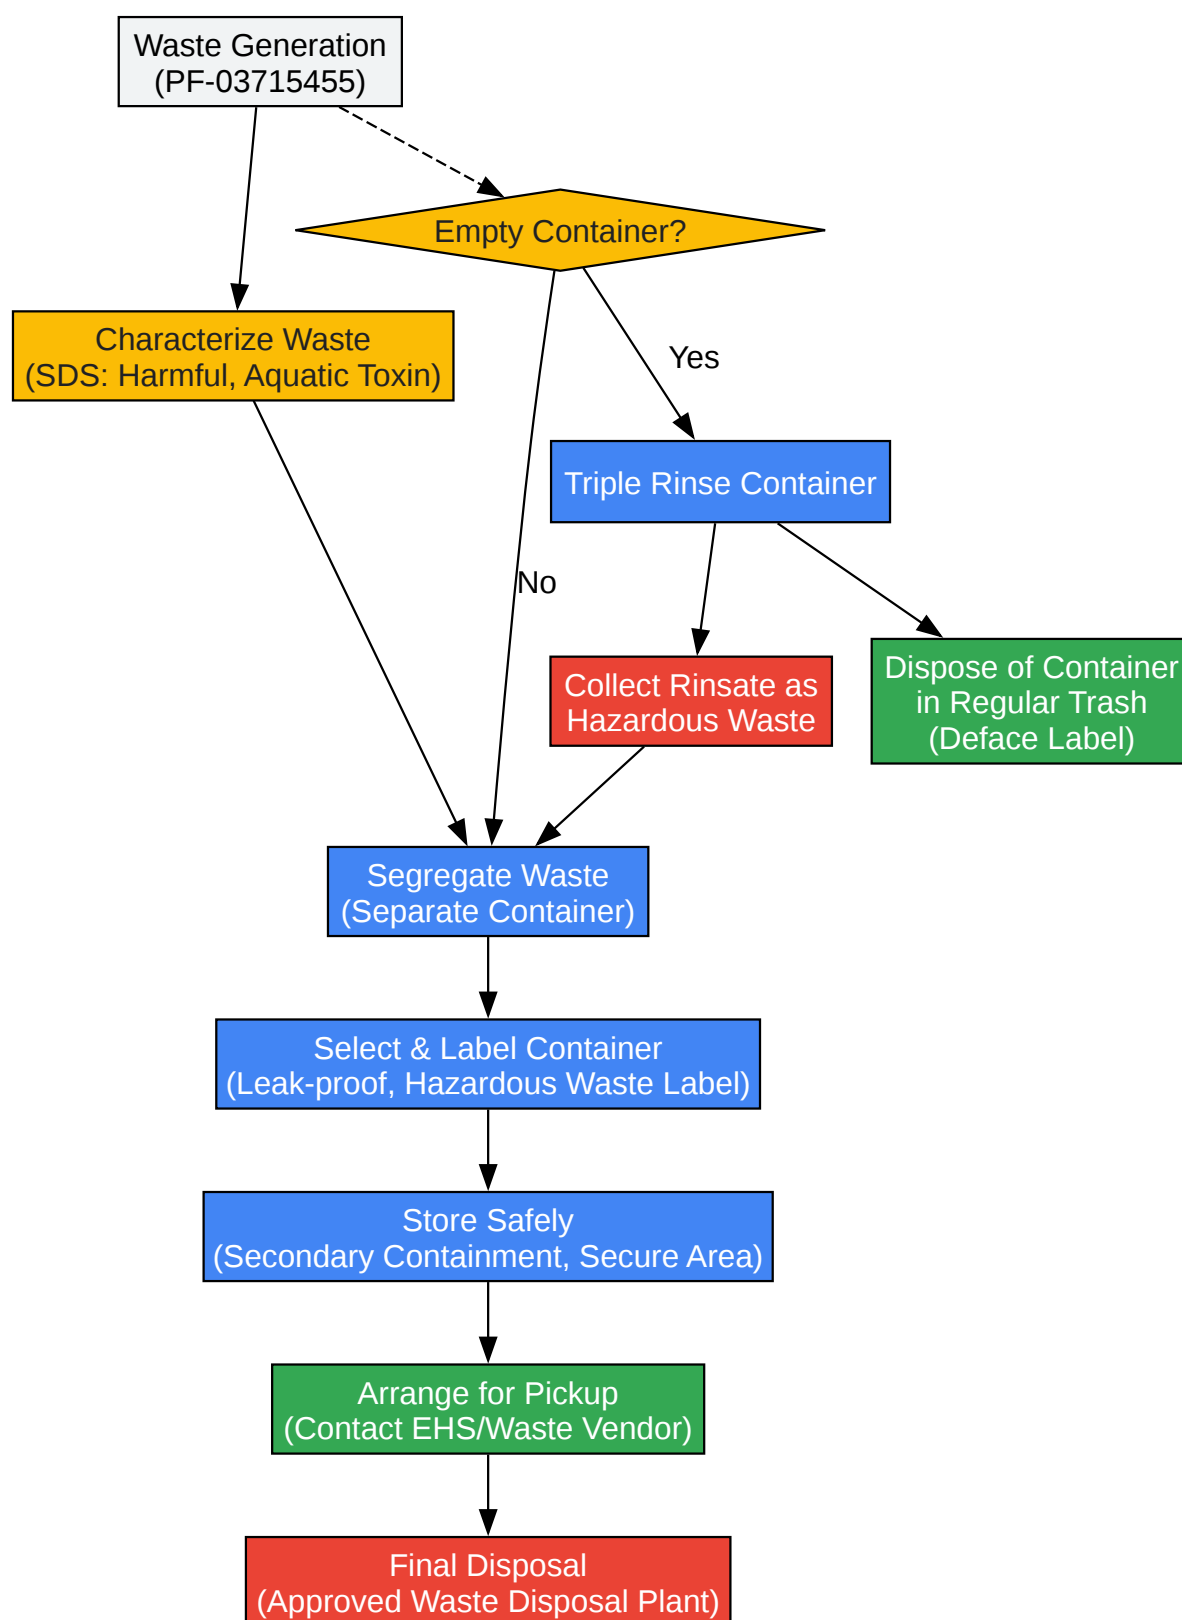 Waste Generation
(PF-03715455)
Empty Container?
Characterize Waste
(SDS: Harmful, Aquatic Toxin)
Yes
Triple Rinse Container
No
Collect Rinsate as
Hazardous Waste
Dispose of Container
in Regular Trash
(Deface Label)
Segregate Waste
(Separate Container)
Select & Label Container
(Leak-proof, Hazardous Waste Label)
Store Safely
(Secondary Containment, Secure Area)
Arrange for Pickup
(Contact EHS/Waste Vendor)
Final Disposal
(Approved Waste Disposal Plant)